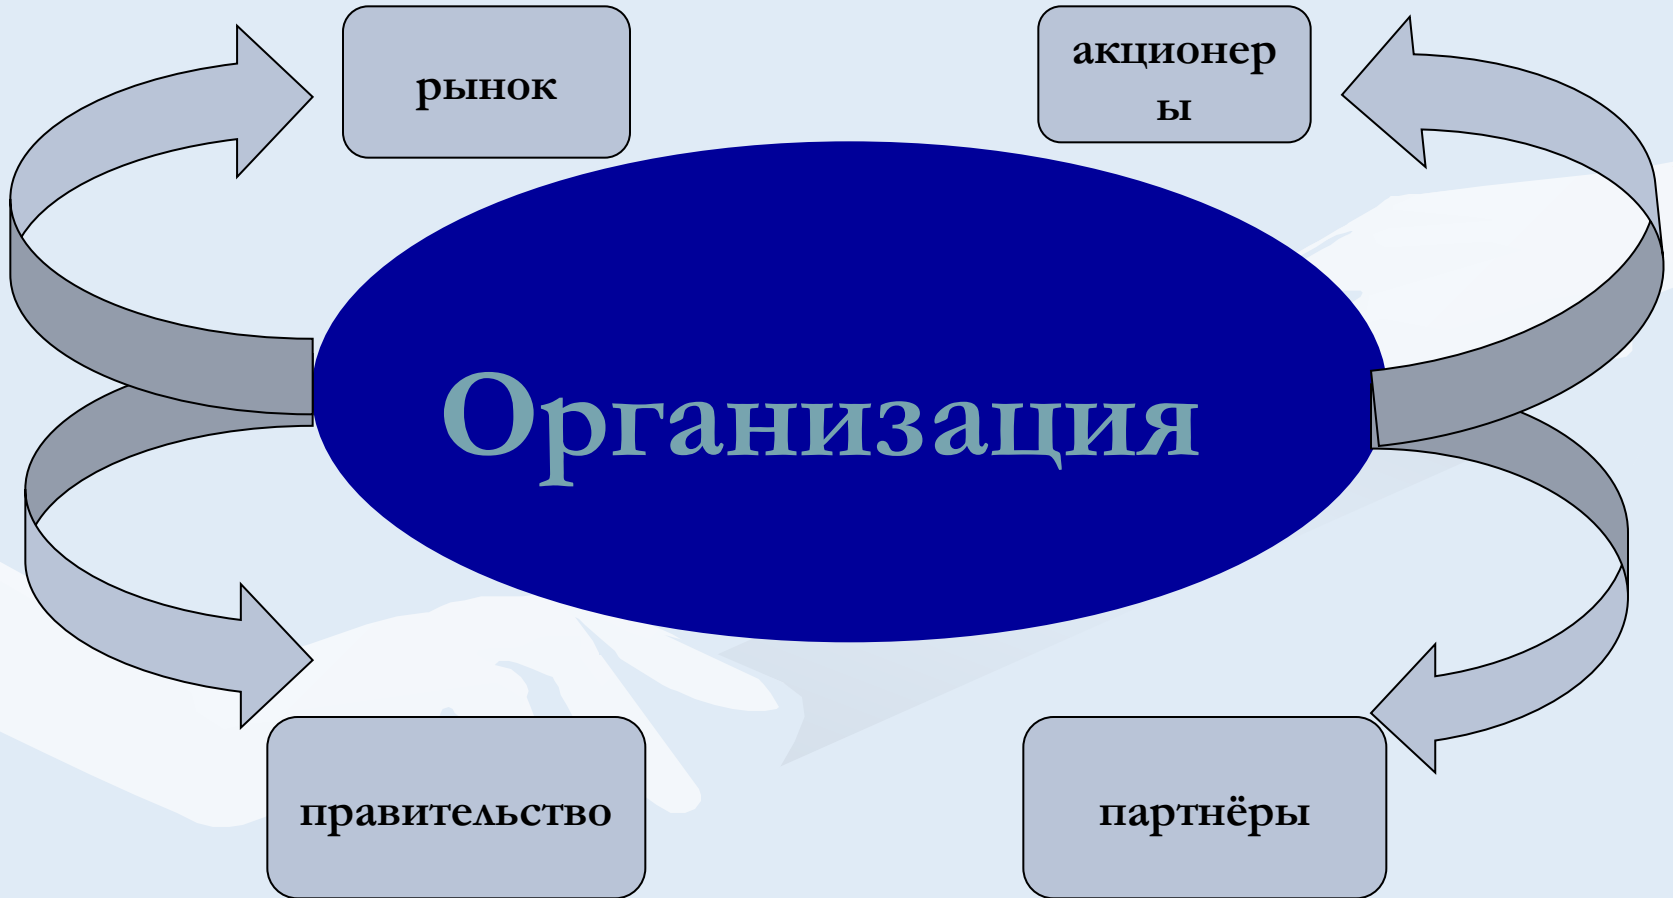 рынок
акционер
ы
Организация
правительство
партнёры